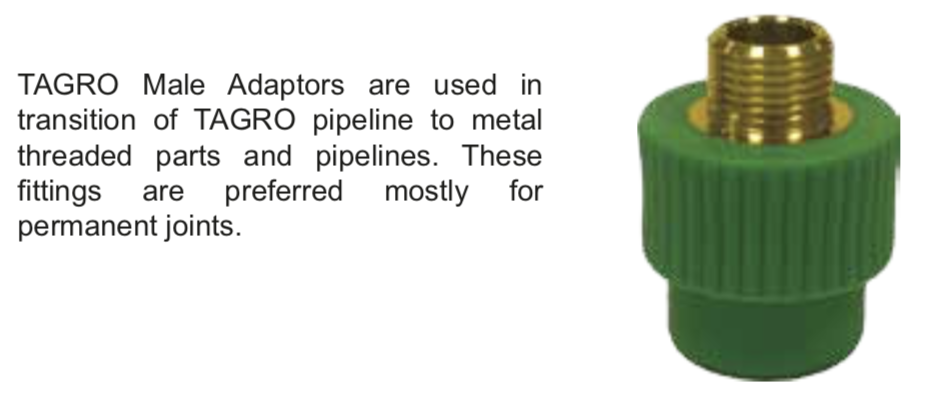 TAGRO Male Adaptors are used in
transition of TAGRO pipeline to metal
threaded parts and pipelines. These
fittings are preferred mostly for
permanent joints.